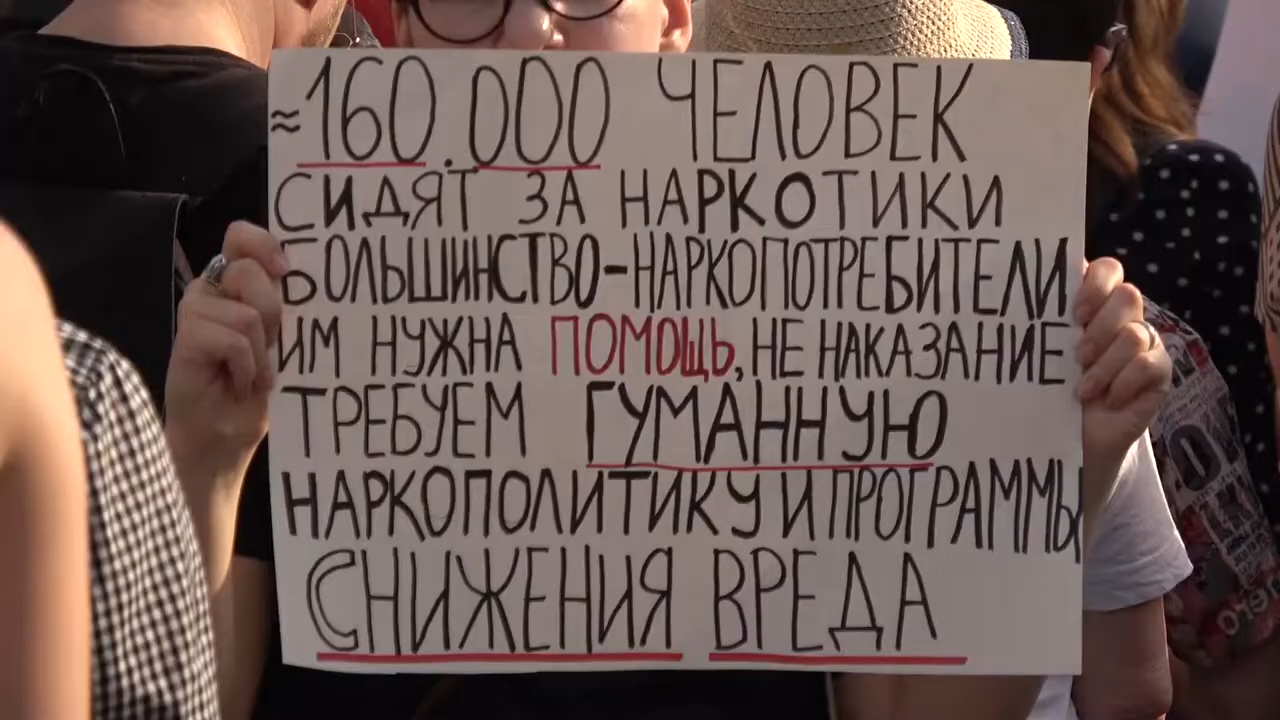 ≈160.000 ЧЕЛОВЕК
СИДЯТ ЗА НАРКОТИКИ
БОЛЬШИНСТВО-НАРКОПОТРЕБИТЕЛИ
ИМ НУЖНА ПОМОЩЬ, НЕ НАКАЗАНИЕ
ТРЕБУЕМ ГУМАННУЮ
НАРКОПОЛИТИКУ И ПРОГРАММЫ
СНИЖЕНИЯ ВРЕДА